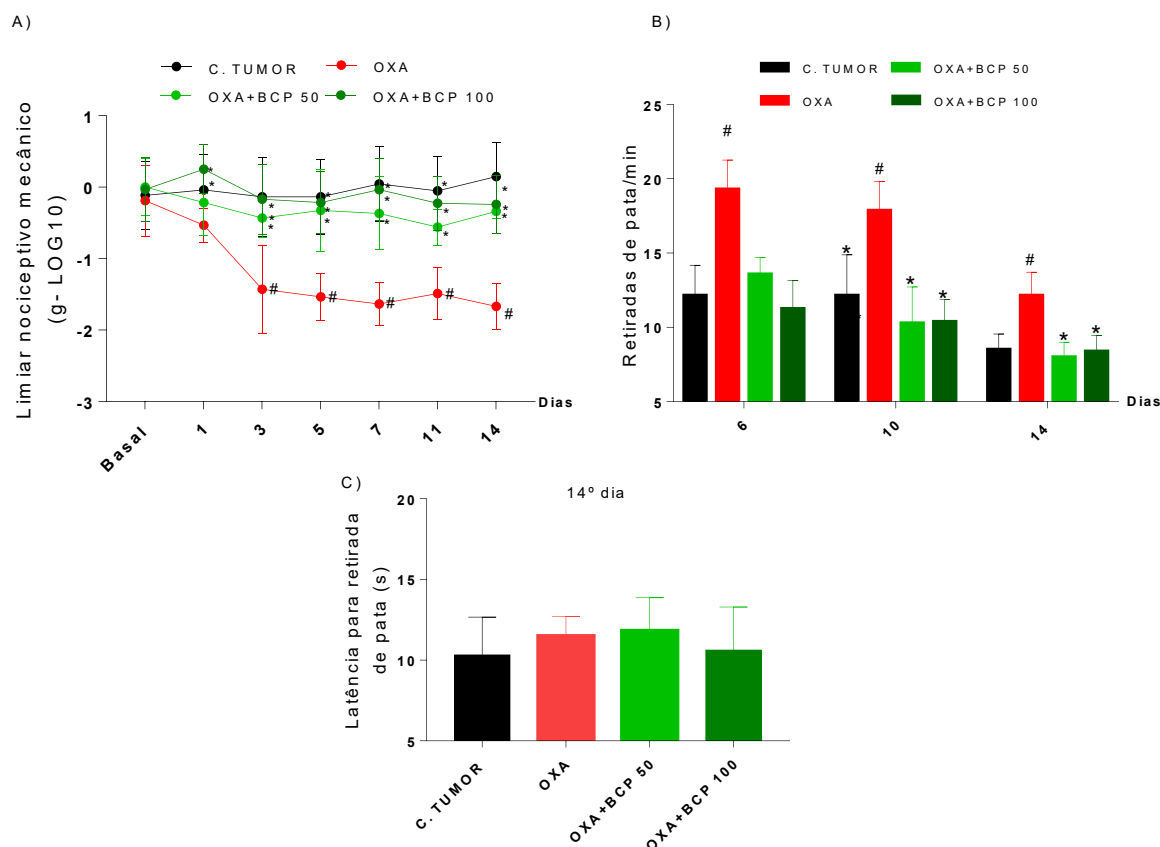 A)
C. TUMOR
OXA
OXA+BCP 50
OXA+BCP 100
Limiar nociceptivo mecânico
(g- LOG10)
1
0
-1
-2
-3
# # # # #
* * * * * * * * * * * * * *
Dias
Basal 1 3 5 7 11 14
B)
C. TUMOR
OXA+BCP 50
OXA
OXA+BCP 100
Retiradas de pata/min
25
20
15
10
5
# # #
* * * * *
Dias
6 10 14
C)
14º dia
Latência para retirada
de pata (s)
20
15
10
5
C. TUMOR
OXA
OXA+BCP 50
OXA+BCP 100